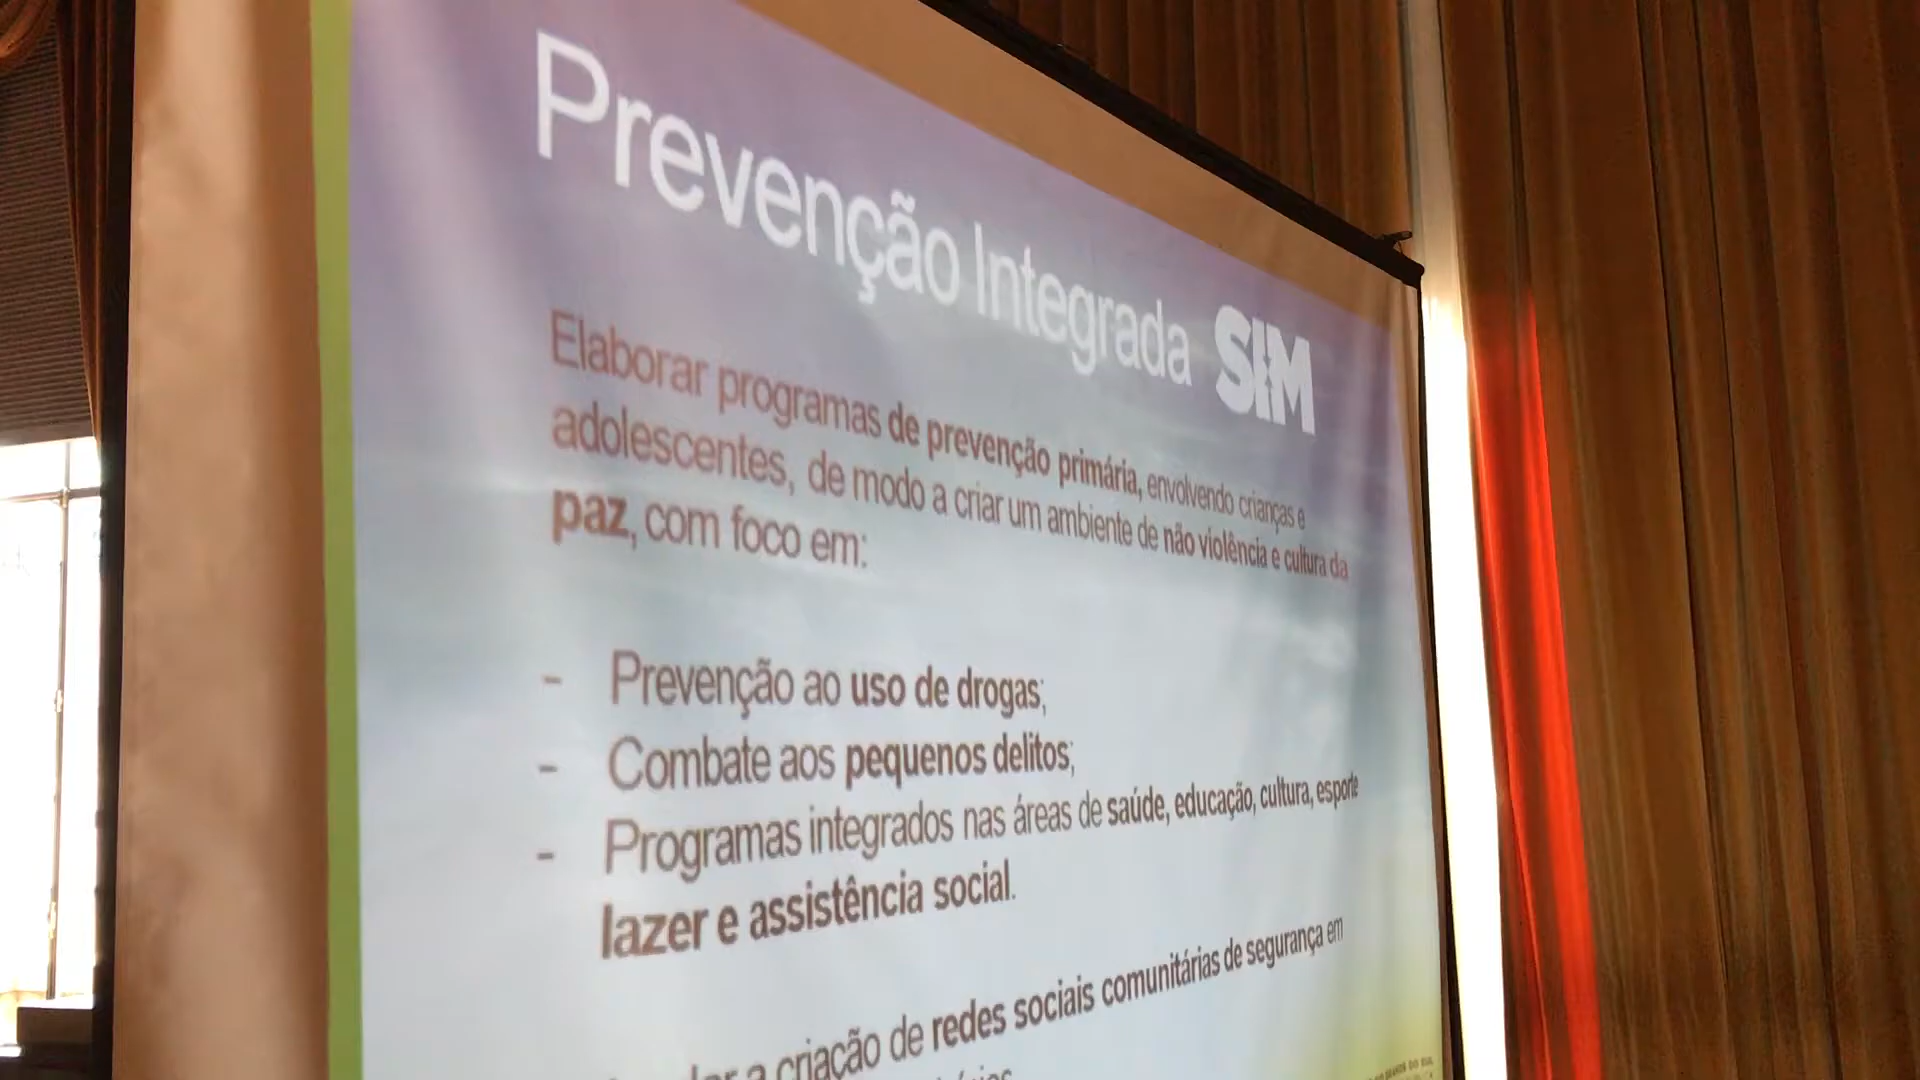 Prevenção Integrada SIM
Elaborar programas de prevenção primária, envolvendo crianças e
adolescentes, de modo a criar um ambiente de não violência e cultura da
paz, com foco em:
- Prevenção ao uso de drogas;
- Combate aos pequenos delitos;
- Programas integrados nas áreas de saúde, educação, cultura, esporte
lazer e assistência social.
a criação de redes sociais comunitárias de segurança em